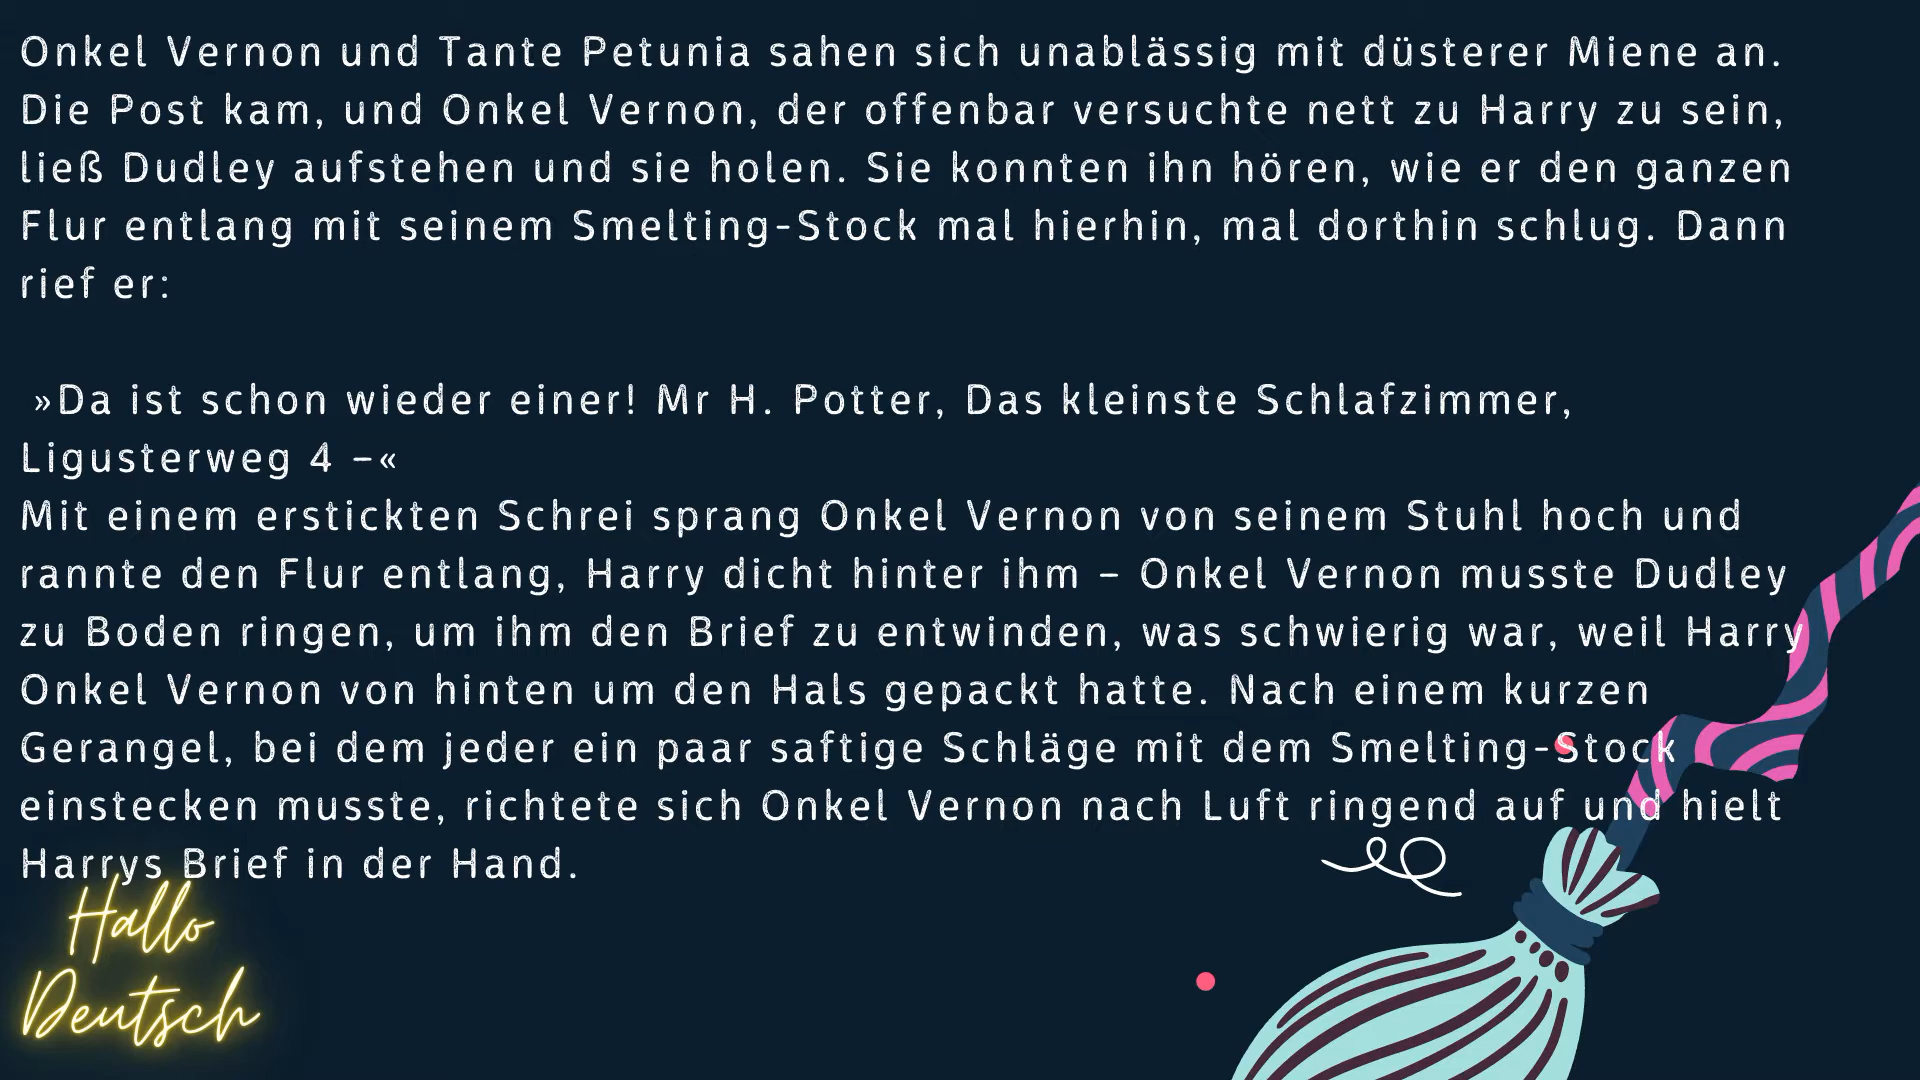 Onkel Vernon und Tante Petunia sahen sich unablässig mit düsterer Miene an.
Die Post kam, und Onkel Vernon, der offenbar versuchte nett zu Harry zu sein,
ließ Dudley aufstehen und sie holen. Sie konnten ihn hören, wie er den ganzen
Flur entlang mit seinem Smelting-Stock mal hierhin, mal dorthin schlug. Dann
rief er:
»Da ist schon wieder einer! Mr H. Potter, Das kleinste Schlafzimmer,
Ligusterweg 4 –«
Mit einem erstickten Schrei sprang Onkel Vernon von seinem Stuhl hoch und
rannte den Flur entlang, Harry dicht hinter ihm – Onkel Vernon musste Dudley
zu Boden ringen, um ihm den Brief zu entwinden, was schwierig war, weil Harry
Onkel Vernon von hinten um den Hals gepackt hatte. Nach einem kurzen
Gerangel, bei dem jeder ein paar saftige Schläge mit dem Smelting-Stock
einstecken musste, richtete sich Onkel Vernon nach Luft ringend auf und hielt
Harrys Brief in der Hand.
Hallo
Deutsch